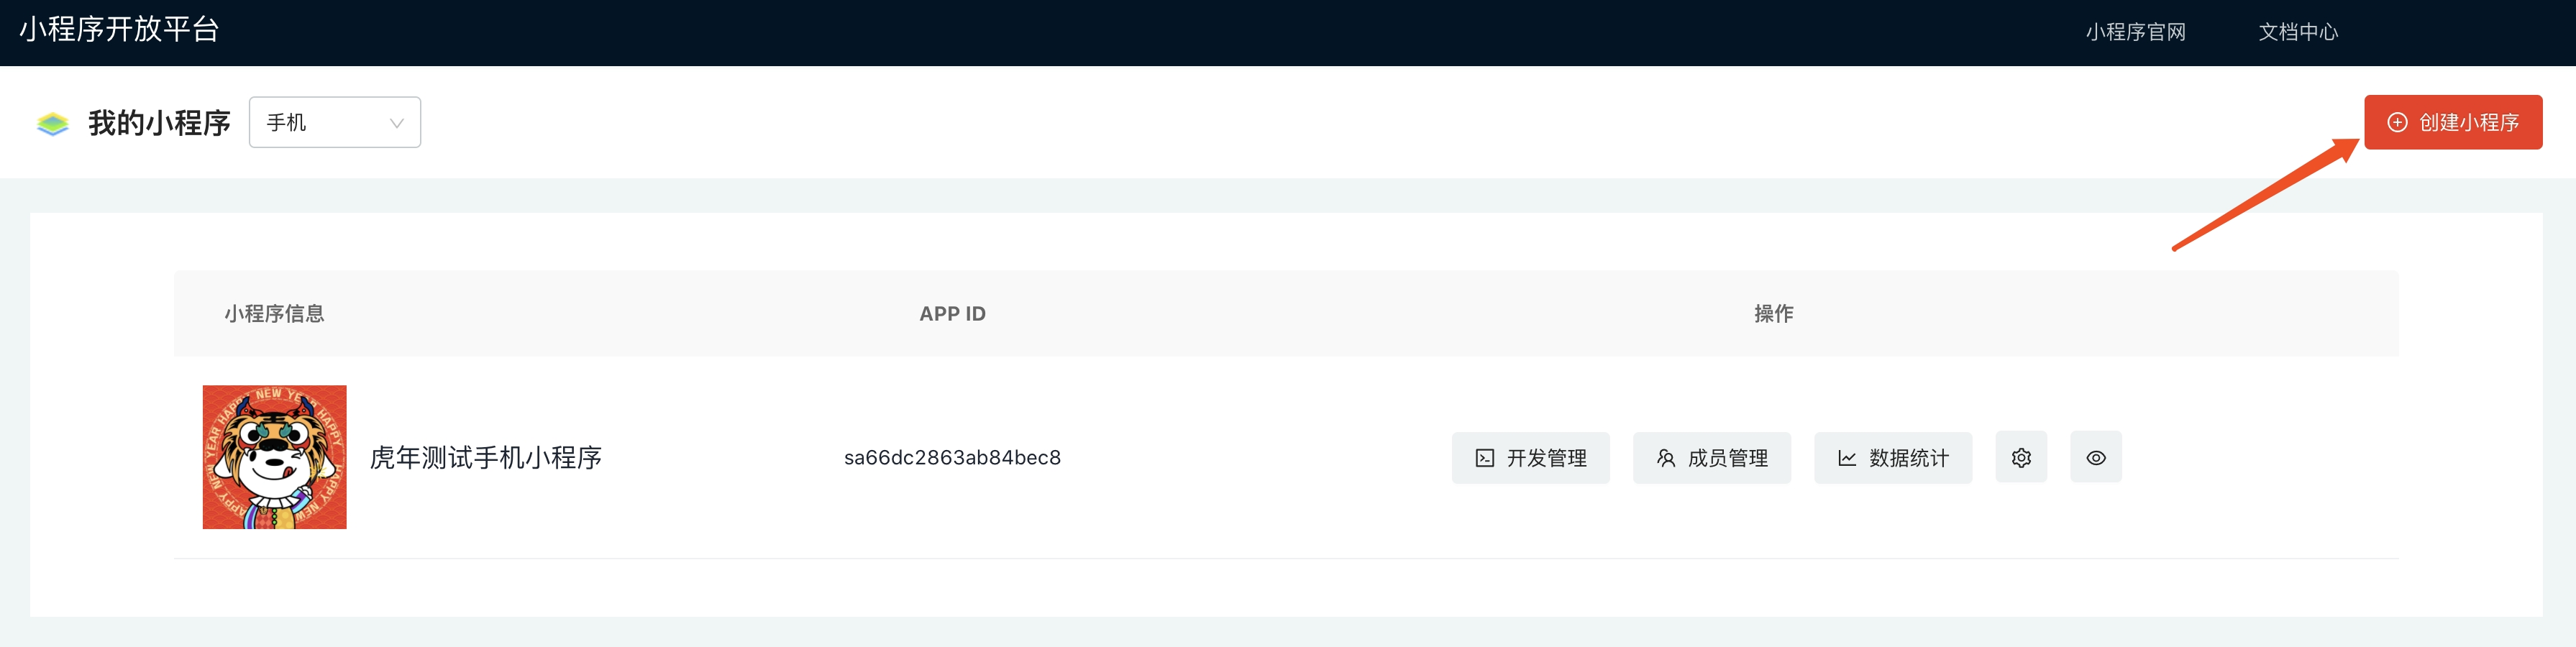 小程序开放平台
小程序官网
文档中心
我的小程序
手机
创建小程序
小程序信息
APP ID
操作
HAPPY NEW YEAR HAPPY NEW YEAR HAPPY NEW
虎年测试手机小程序
sa66dc2863ab84bec8
开发管理
成员管理
数据统计